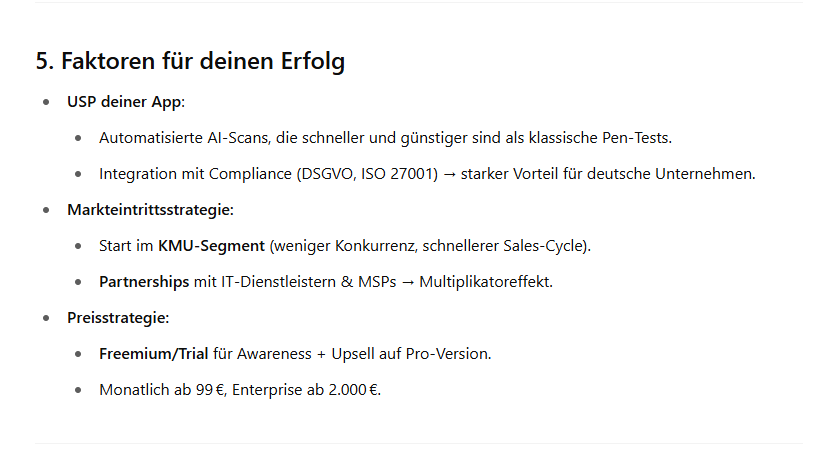 5. Faktoren für deinen Erfolg
• USP deiner App:
• Automatisierte AI-Scans, die schneller und günstiger sind als klassische Pen-Tests.
• Integration mit Compliance (DSGVO, ISO 27001) → starker Vorteil für deutsche Unternehmen.
• Markteintrittsstrategie:
• Start im KMU-Segment (weniger Konkurrenz, schnellerer Sales-Cycle).
• Partnerships mit IT-Dienstleistern & MSPs → Multiplikatoreffekt.
• Preisstrategie:
• Freemium/Trial für Awareness + Upsell auf Pro-Version.
• Monatlich ab 99 €, Enterprise ab 2.000 €.